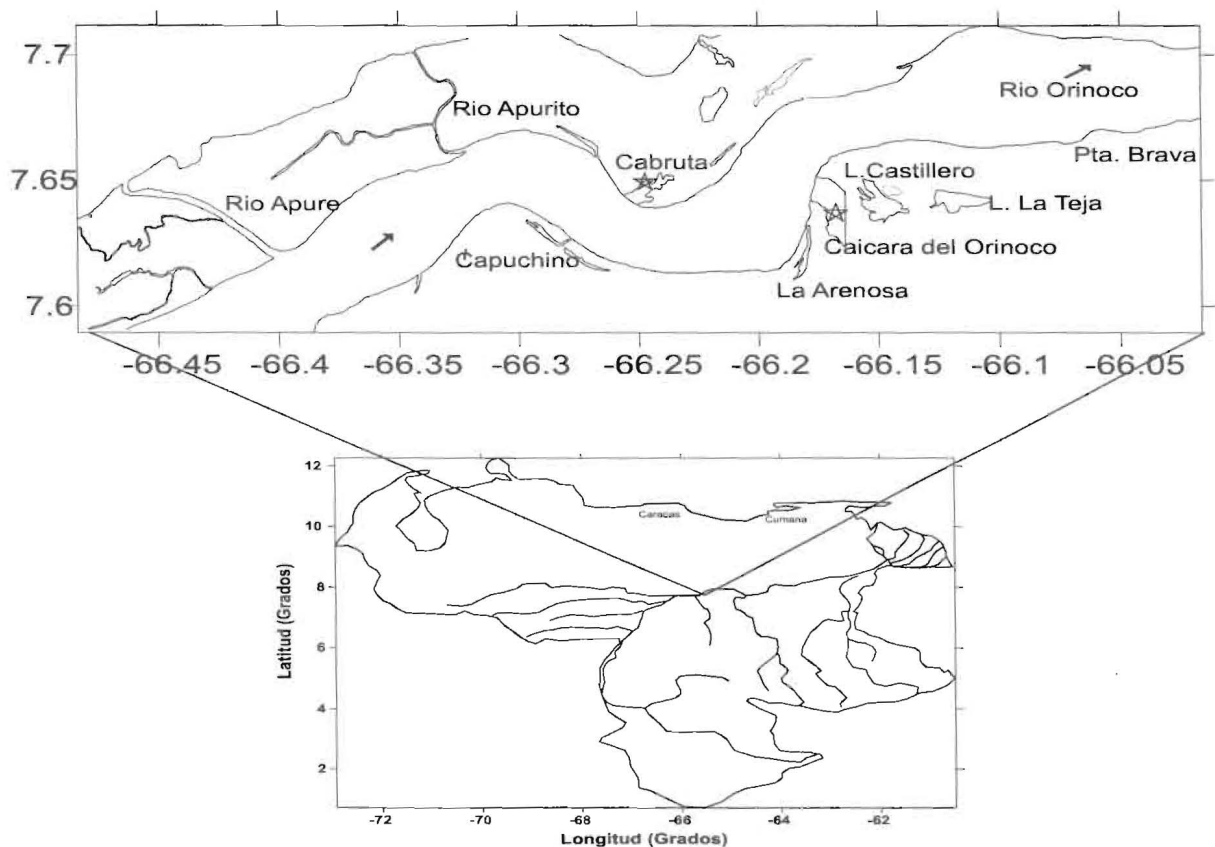 7.7
7.65
7.6
Rio Apurito
Rio Orinoco
Cabruta
Pta. Brava
L.Castillero
Rio Apure
L. La Teja
Capuchino
Caicara del Orinoco
La Arenosa
-66.45 -66.4 -66.35 -66.3 -66.25 -66.2 -66.15 -66.1 -66.05
12
10
8
6
4
2
Caracas
Cumana
Latitud (Grados)
-72 -70 -68 -66 -64 -62
Longitud (Grados)